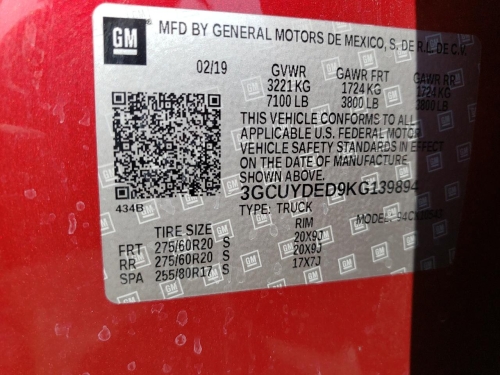 GM
MFD BY GENERAL MOTORS DE MEXICO, S. DE R.L. DE C.V.
02/19 GVWR GAWR FRT GAWR RR
3221 KG 1724 KG 1724 KG
7100 LB 3800 LB 3800 LB
THIS VEHICLE CONFORMS TO ALL
APPLICABLE U.S. FEDERAL MOTOR
VEHICLE SAFETY STANDARDS IN EFFECT
ON THE DATE OF MANUFACTURE
SHOWN ABOVE.
434B
3GCUYDED9KG139894
TYPE: TRUCK
MODEL:
TIRE SIZE RIM
FRT 275/60R20 S 20X9J
RR 275/60R20 S 20X9J
SPA 255/80R17 S 17X7J